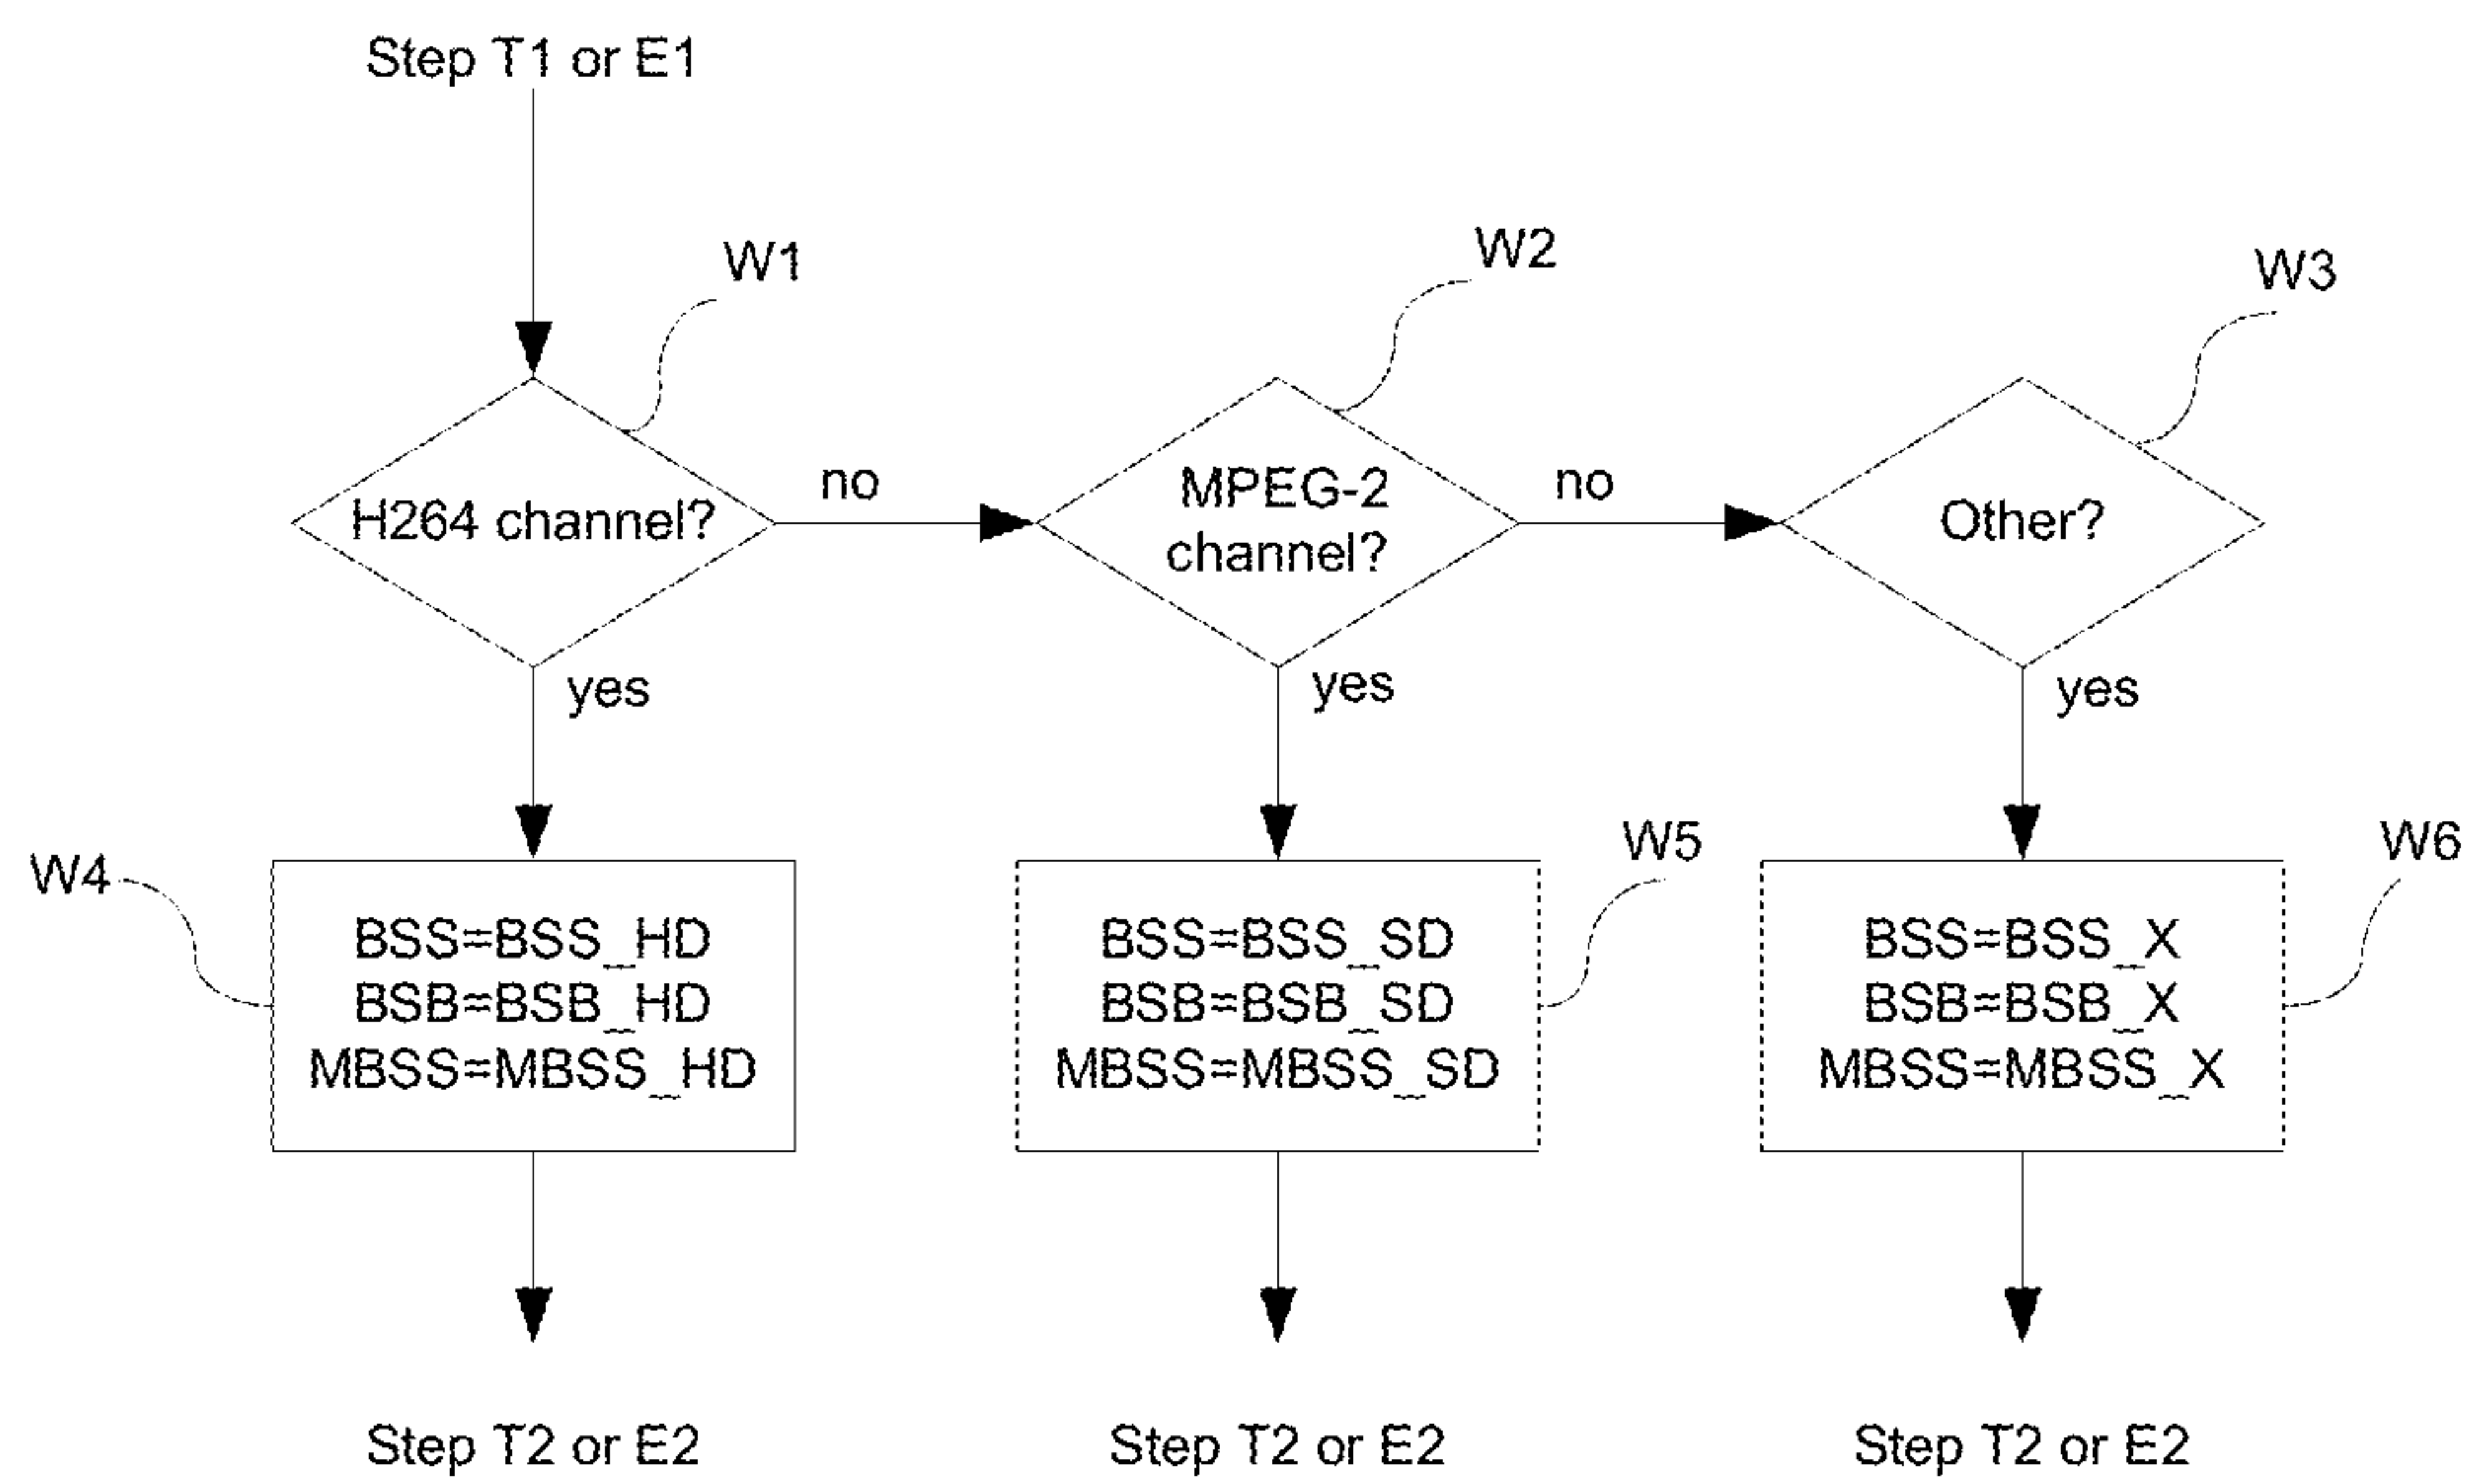 Step T1 or E1
W1
W2
W3
H264 channel?
no
MPEG-2
channel?
no
Other?
yes
yes
yes
W4
W5
W6
BSS=BSS_HD
BSB=BSB_HD
MBSS=MBSS_HD
BSS=BSS_SD
BSB=BSB_SD
MBSS=MBSS_SD
BSS=BSS_X
BSB=BSB_X
MBSS=MBSS_X
Step T2 or E2
Step T2 or E2
Step T2 or E2